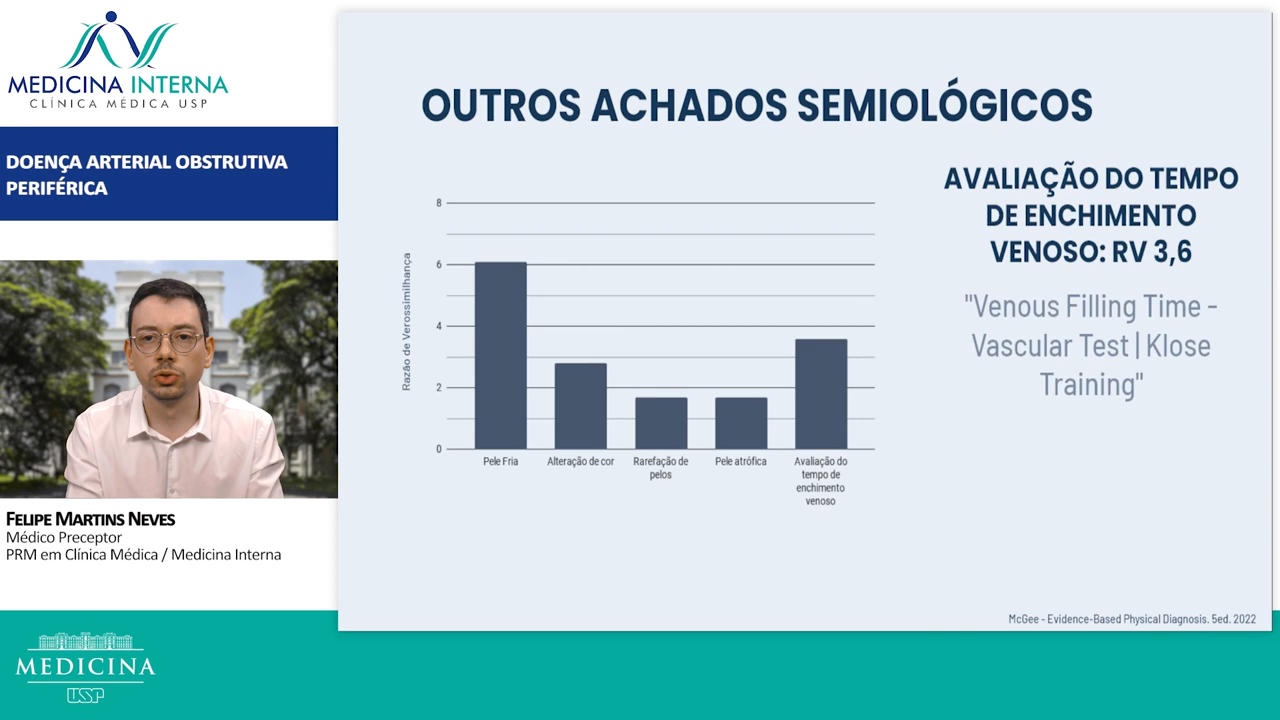 MEDICINA INTERNA
CLÍNICA MÉDICA USP
DOENÇA ARTERIAL OBSTRUTIVA
PERIFÉRICA
FELIPE MARTINS NEVES
Médico Preceptor
PRM em Clínica Médica / Medicina Interna
MEDICINA
USP
OUTROS ACHADOS SEMIOLÓGICOS
Razão de Verossimilhança
8
6
4
2
0
Pele Fria
Alteração de cor
Rarefação de
pelos
Pele atrófica
Avaliação do
tempo de
enchimento
venoso
AVALIAÇÃO DO TEMPO
DE ENCHIMENTO
VENOSO: RV 3,6
"Venous Filling Time -
Vascular Test | Klose
Training"
McGee - Evidence-Based Physical Diagnosis. 5ed. 2022